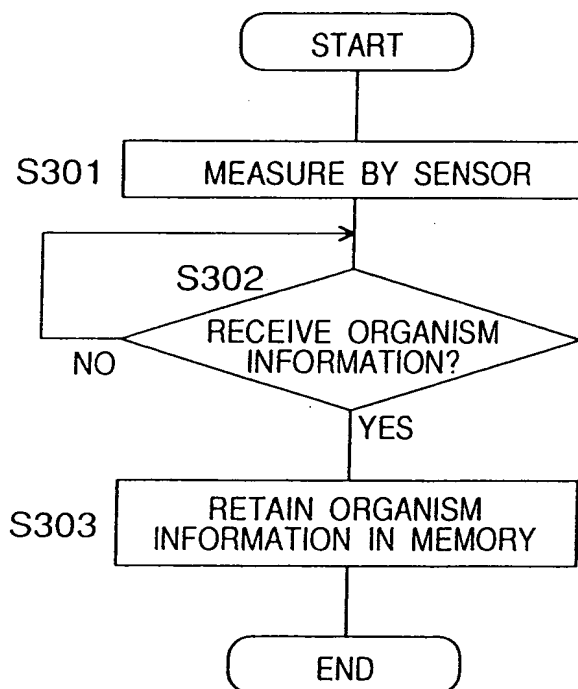 START
S301
MEASURE BY SENSOR
S302
RECEIVE ORGANISM
INFORMATION?
NO
YES
S303
RETAIN ORGANISM
INFORMATION IN MEMORY
END